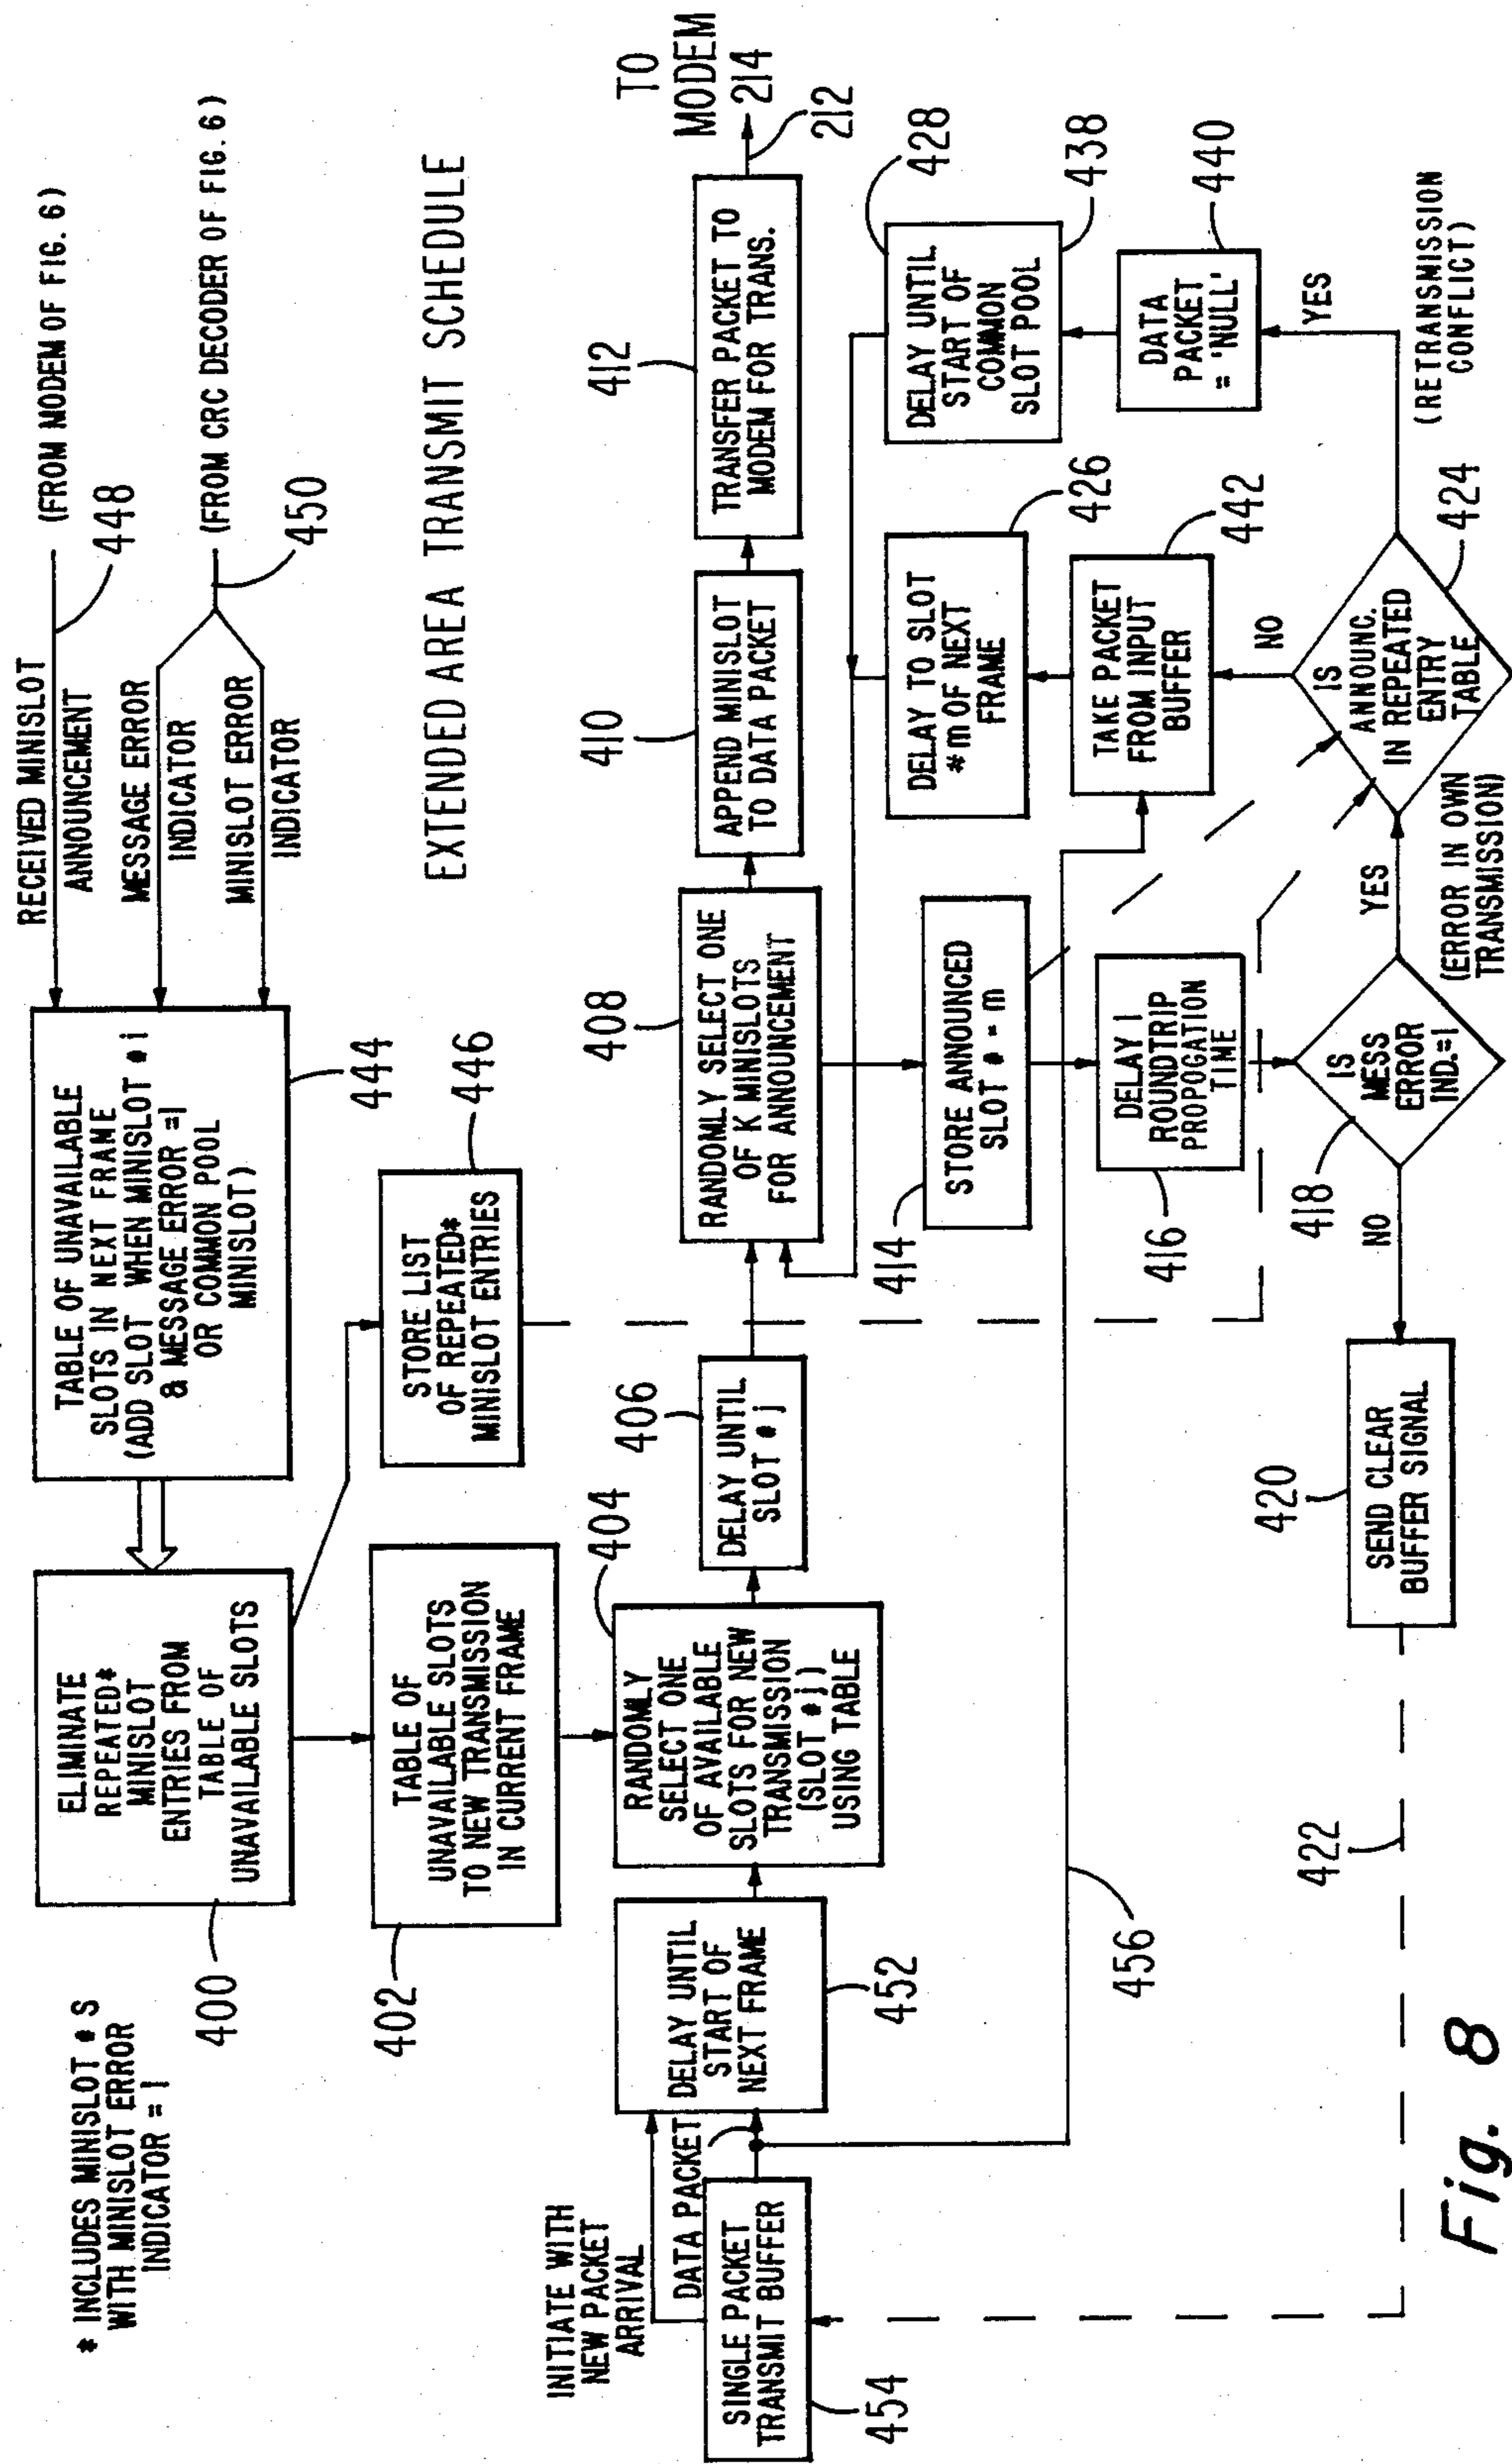 * INCLUDES MINISLOT # S
WITH MINISLOT ERROR
INDICATOR = 1
400
ELIMINATE
REPEATED*
MINISLOT
ENTRIES FROM
TABLE OF
UNAVAILABLE SLOTS
TABLE OF UNAVAILABLE
SLOTS IN NEXT FRAME
(ADD SLOT WHEN MINISLOT # i
& MESSAGE ERROR =1
OR COMMON POOL
MINISLOT)
444
RECEIVED MINISLOT
ANNOUNCEMENT
(FROM MODEM OF FIG. 6)
448
MESSAGE ERROR
INDICATOR
MINISLOT ERROR
INDICATOR
(FROM CRC DECODER OF FIG. 6)
450
STORE LIST
OF REPEATED*
MINISLOT ENTRIES
446
EXTENDED AREA TRANSMIT SCHEDULE
402
TABLE OF
UNAVAILABLE SLOTS
TO NEW TRANSMISSION
IN CURRENT FRAME
INITIATE WITH
NEW PACKET
ARRIVAL
DATA PACKET
SINGLE PACKET
TRANSMIT BUFFER
454
DELAY UNTIL
START OF
NEXT FRAME
452
404
RANDOMLY
SELECT ONE
OF AVAILABLE
SLOTS FOR NEW
TRANSMISSION
(SLOT # j)
USING TABLE
406
DELAY UNTIL
SLOT # j
408
RANDOMLY SELECT ONE
OF K MINISLOTS
FOR ANNOUNCEMENT
410
APPEND MINISLOT
TO DATA PACKET
412
TRANSFER PACKET TO
MODEM FOR TRANS.
TO
MODEM
214
212
414
STORE ANNOUNCED
SLOT # = m
DELAY TO SLOT
# m OF NEXT
FRAME
426
DELAY UNTIL
START OF
COMMON
SLOT POOL
428
438
416
DELAY 1
ROUNDTRIP
PROPOGATION
TIME
TAKE PACKET
FROM INPUT
BUFFER
442
DATA
PACKET
= 'NULL'
440
456
418
IS
MESS
ERROR
IND.=1
NO
YES
(ERROR IN OWN
TRANSMISSION)
IS
ANNOUNC.
IN REPEATED
ENTRY
TABLE
424
NO
YES
(RETRANSMISSION
CONFLICT)
420
SEND CLEAR
BUFFER SIGNAL
422
Fig. 8